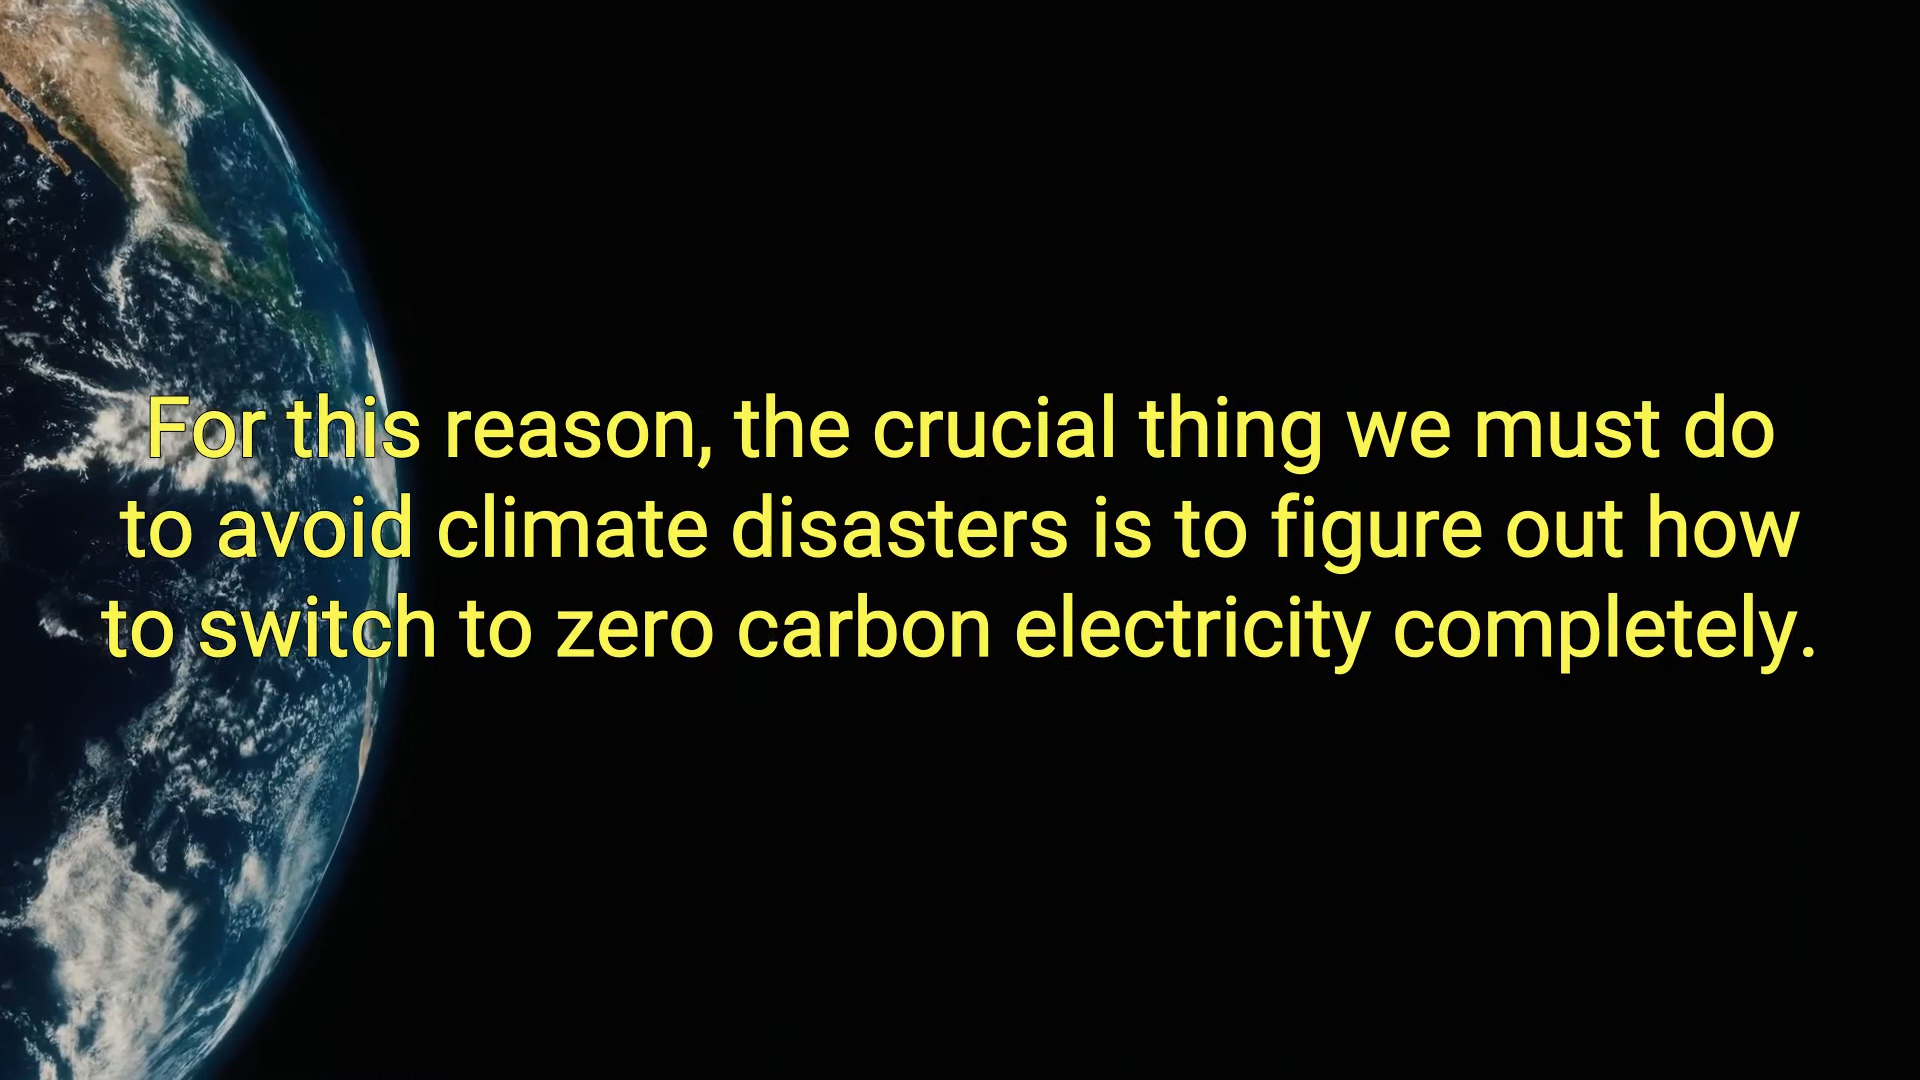 For this reason, the crucial thing we must do
to avoid climate disasters is to figure out how
to switch to zero carbon electricity completely.